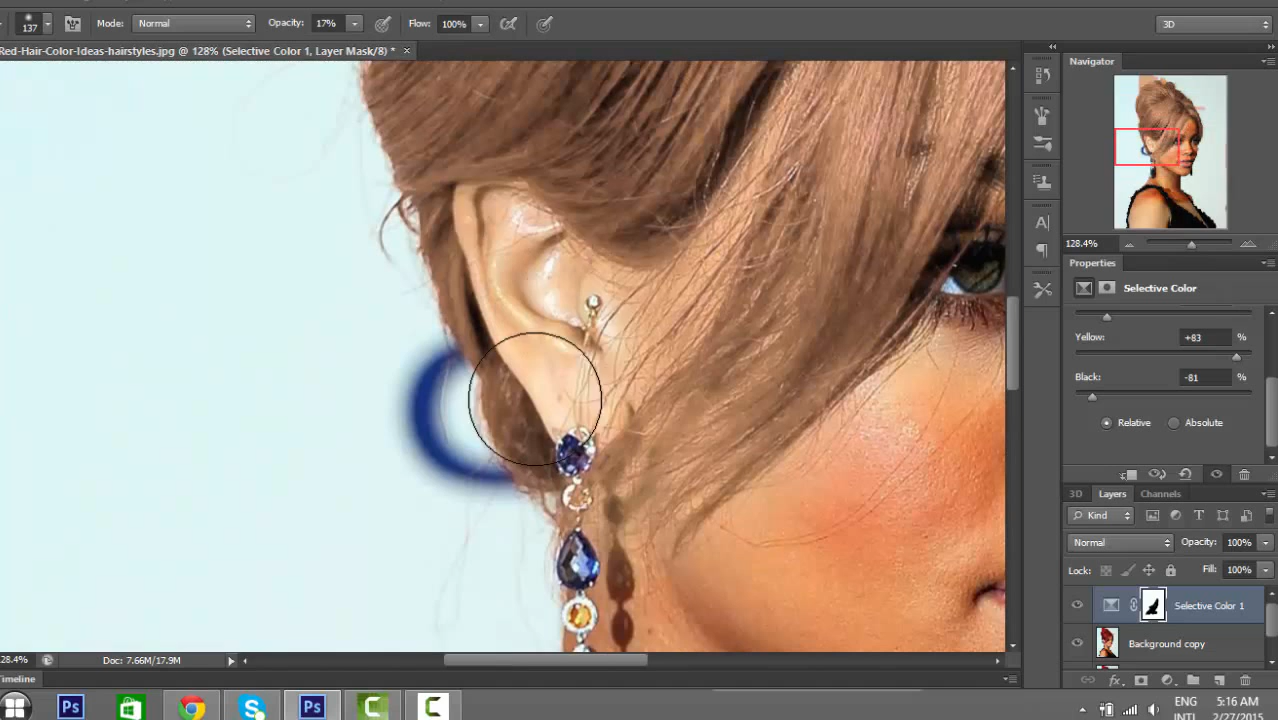 137
Mode: Normal
Opacity: 17%
Flow: 100%
3D
Red-Hair-Color-Ideas-hairstyles.jpg @ 128% (Selective Color 1, Layer Mask/8) * ×
Navigator
128.4%
Properties
Selective Color
Yellow: +83 %
Black: -81 %
Relative Absolute
3D Layers Channels
Kind
Normal Opacity: 100%
Lock: Fill: 100%
Selective Color 1
Background copy
28.4% Doc: 7.66M/17.9M
Timeline
Ps Ps
ENG 5:16 AM
INTL 2/27/2015